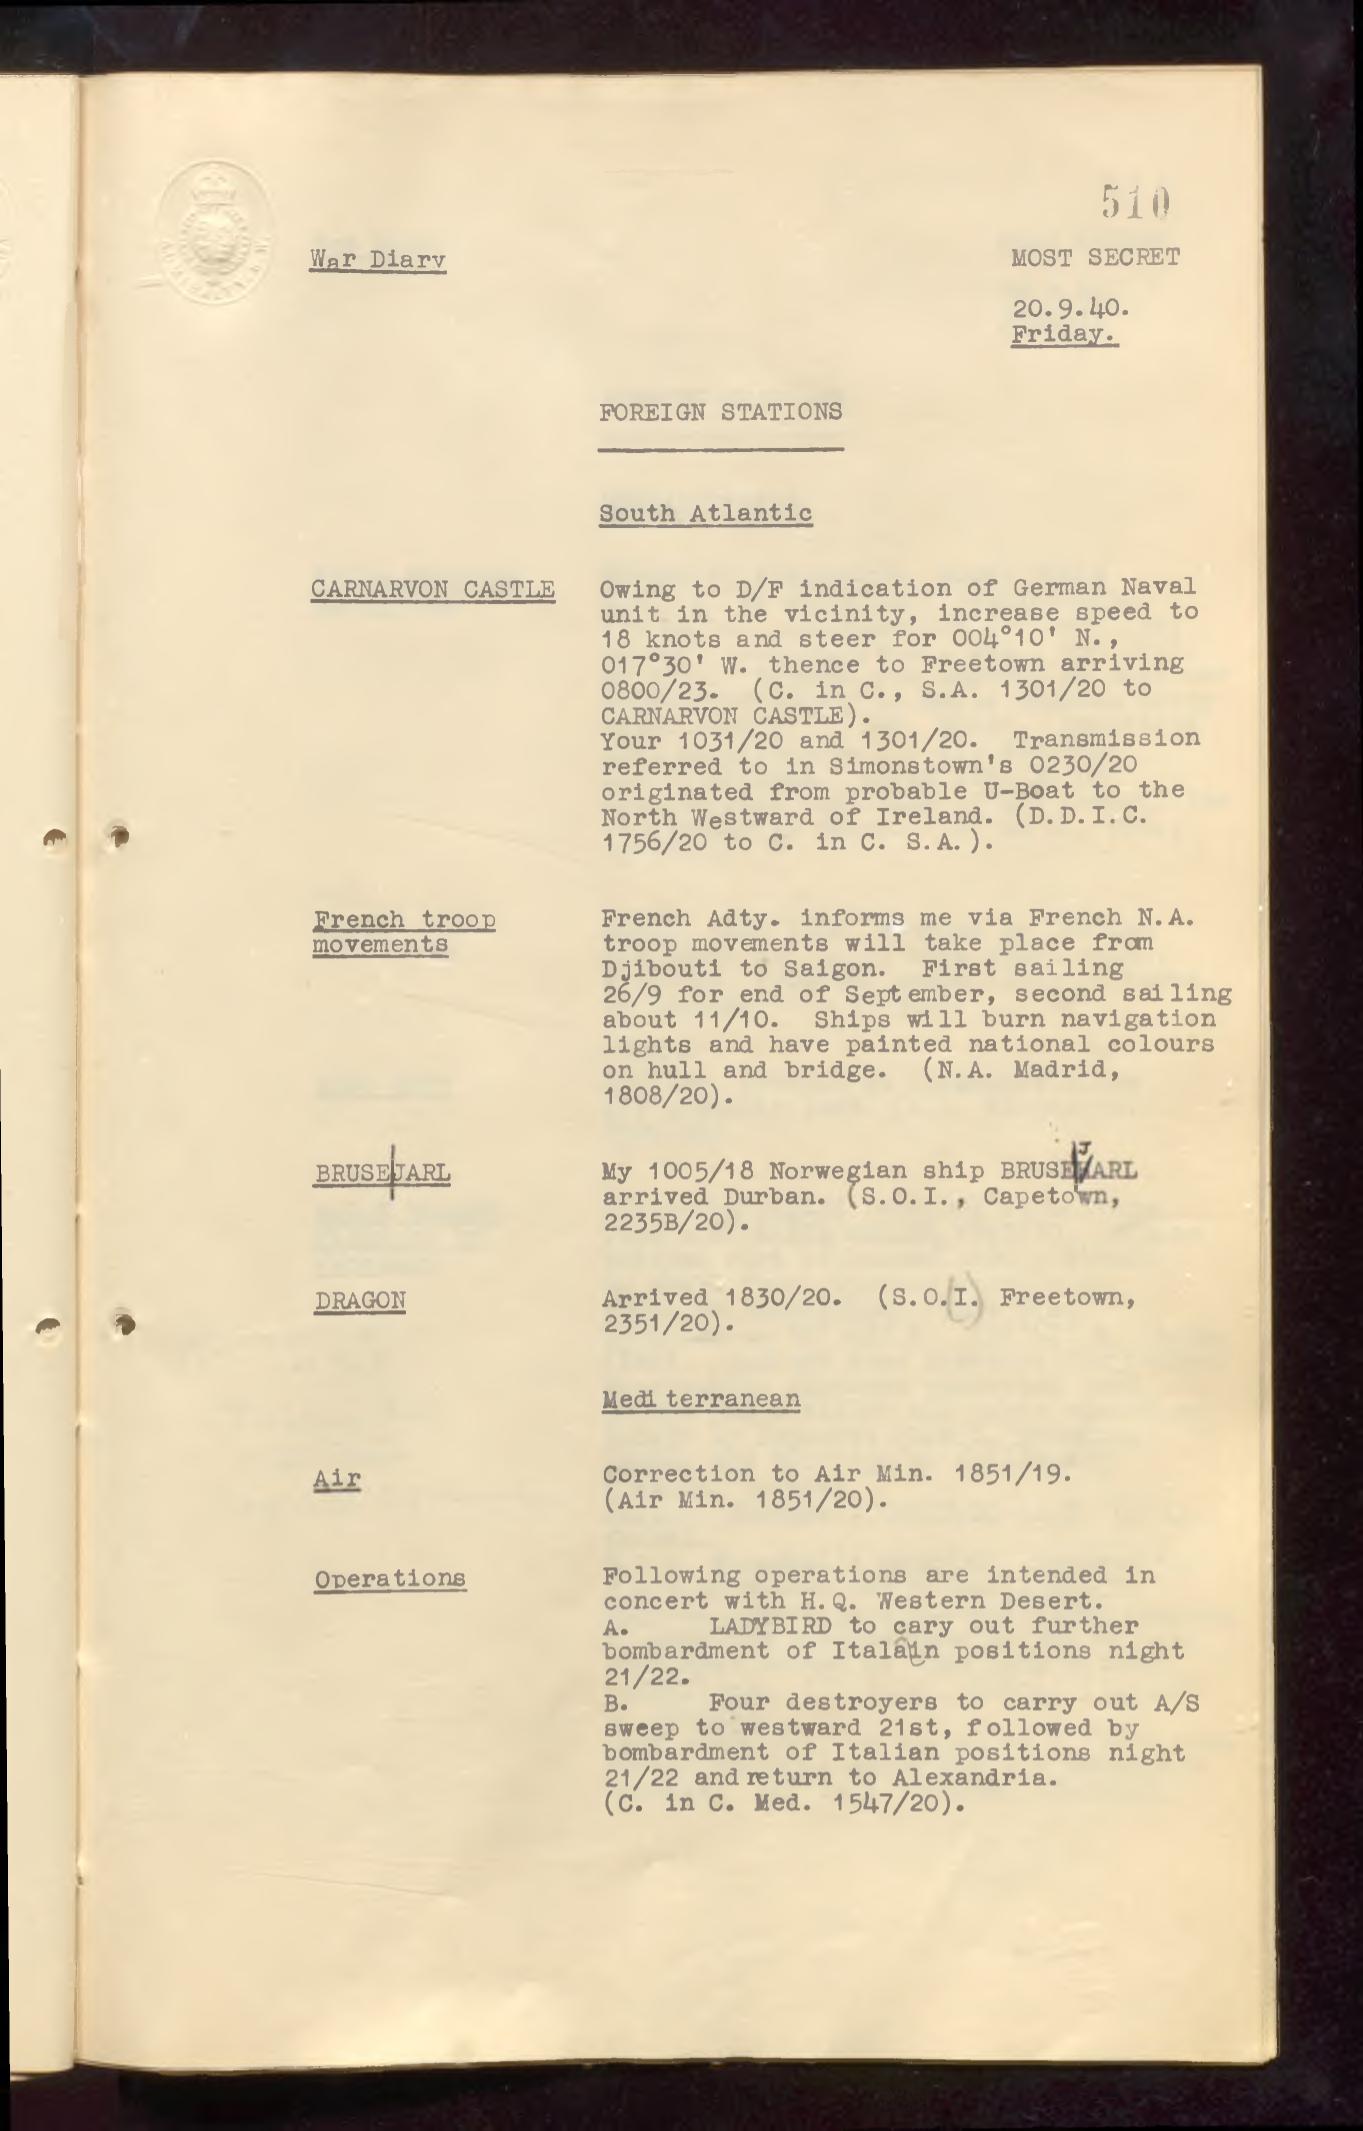 510
War Diary
MOST SECRET
20.9.40.
Friday.
FOREIGN STATIONS
South Atlantic
CARNARVON CASTLE
Owing to D/F indication of German Naval
unit in the vicinity, increase speed to
18 knots and steer for 004°10' N.,
017°30' W. thence to Freetown arriving
0800/23. (C. in C., S.A. 1301/20 to
CARNARVON CASTLE).
Your 1031/20 and 1301/20. Transmission
referred to in Simonstown's 0230/20
originated from probable U-Boat to the
North Westward of Ireland. (D.D.I.C.
1756/20 to C. in C. S.A.).
French troop
movements
French Adty. informs me via French N.A.
troop movements will take place from
Djibouti to Saigon. First sailing
26/9 for end of September, second sailing
about 11/10. Ships will burn navigation
lights and have painted national colours
on hull and bridge. (N.A. Madrid,
1808/20).
BRUSE JARL
My 1005/18 Norwegian ship BRUSE JARL
arrived Durban. (S.O.I., Capetown,
2235B/20).
DRAGON
Arrived 1830/20. (S.O.(I) Freetown,
2351/20).
Mediterranean
Air
Correction to Air Min. 1851/19.
(Air Min. 1851/20).
Operations
Following operations are intended in
concert with H.Q. Western Desert.
A. LADYBIRD to cary out further
bombardment of Italain positions night
21/22.
B. Four destroyers to carry out A/S
sweep to westward 21st, followed by
bombardment of Italian positions night
21/22 and return to Alexandria.
(C. in C. Med. 1547/20).